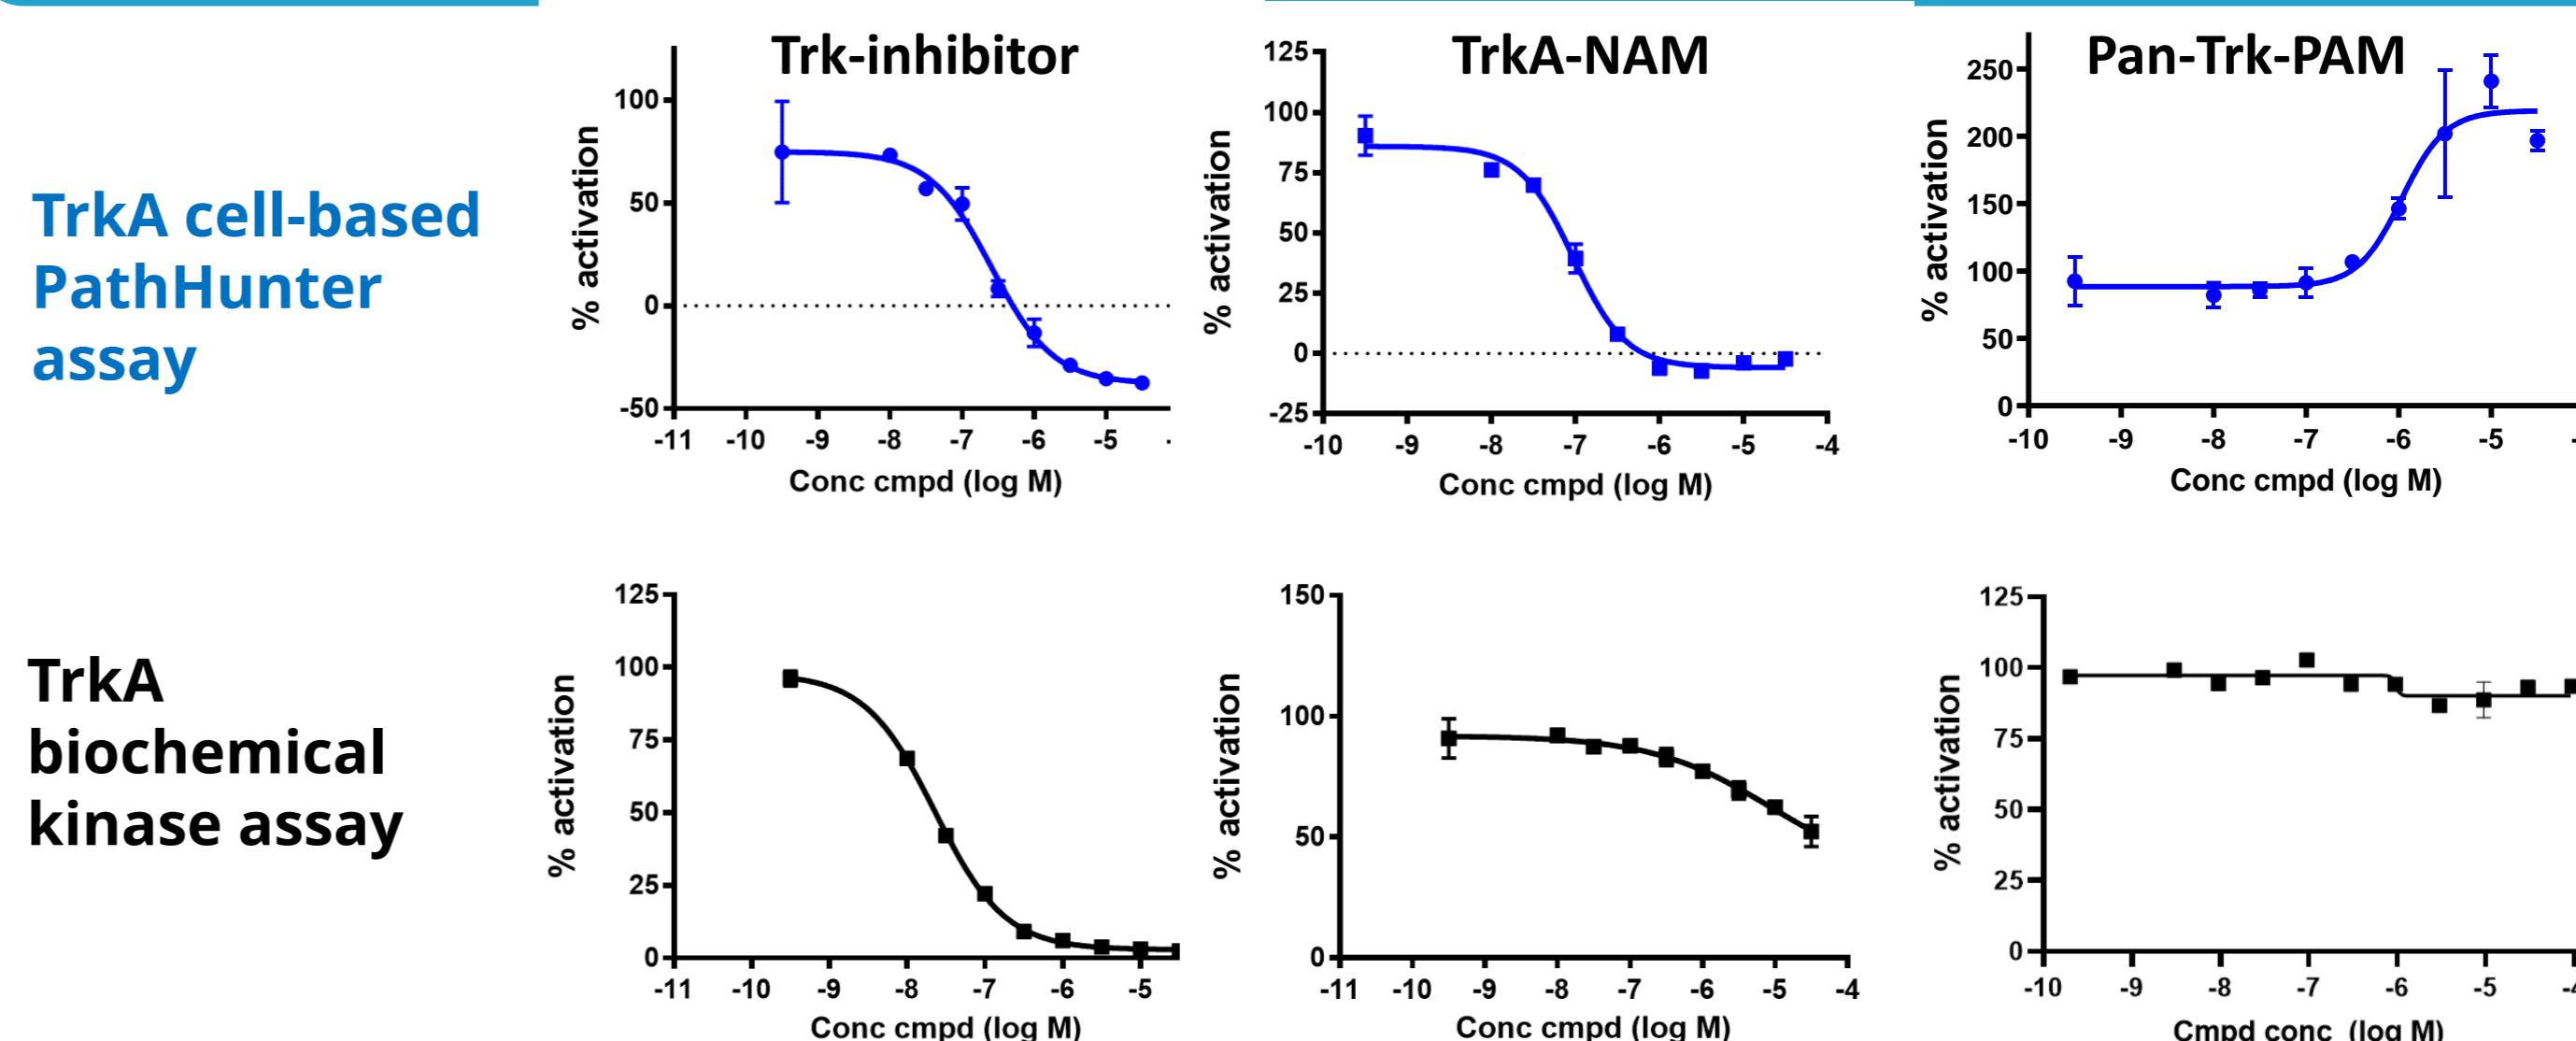 Trk-inhibitor
TrkA-NAM
Pan-Trk-PAM
TrkA cell-based
PathHunter
assay
% activation
100
50
0
-50
-11 -10 -9 -8 -7 -6 -5
Conc cmpd (log M)
% activation
125
100
75
50
25
0
-25
-10 -9 -8 -7 -6 -5 -4
Conc cmpd (log M)
% activation
250
200
150
100
50
0
-10 -9 -8 -7 -6 -5
Conc cmpd (log M)
TrkA
biochemical
kinase assay
% activation
125
100
75
50
25
0
-11 -10 -9 -8 -7 -6 -5
Conc cmpd (log M)
% activation
150
100
50
0
-11 -10 -9 -8 -7 -6 -5 -4
Conc cmpd (log M)
% activation
125
100
75
50
25
0
-10 -9 -8 -7 -6 -5 -4
Cmpd conc (log M)